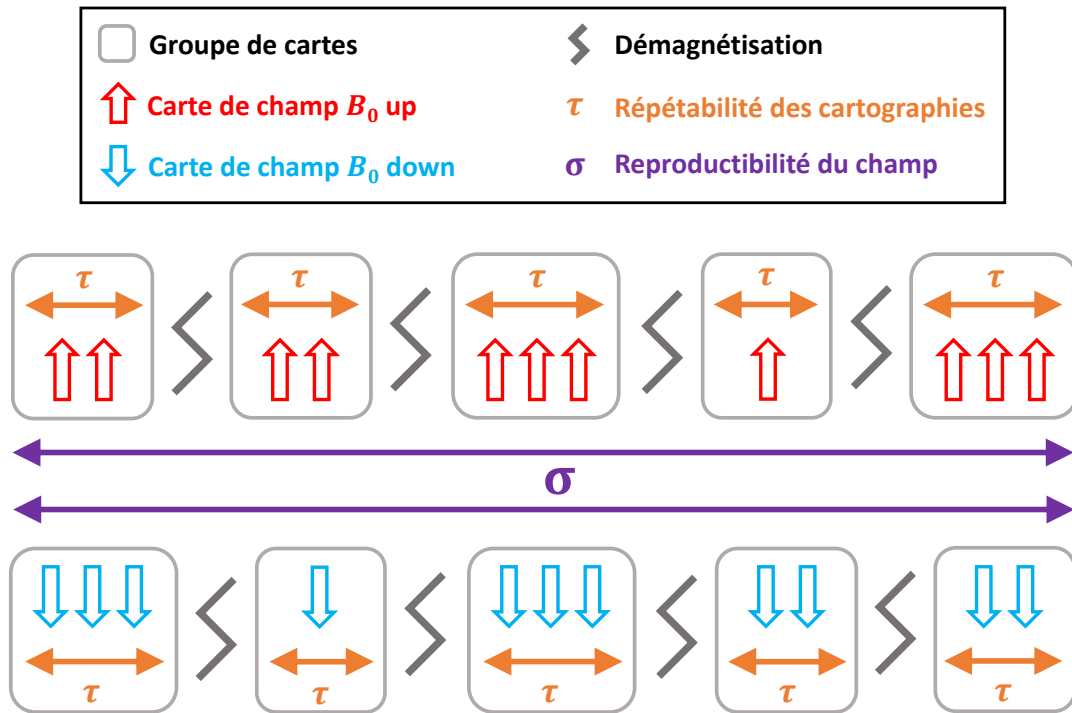 Groupe de cartes
Démagnétisation
Carte de champ B₀ up
τ Répétabilité des cartographies
Carte de champ B₀ down
σ Reproductibilité du champ
τ τ τ τ τ
σ
τ τ τ τ τ